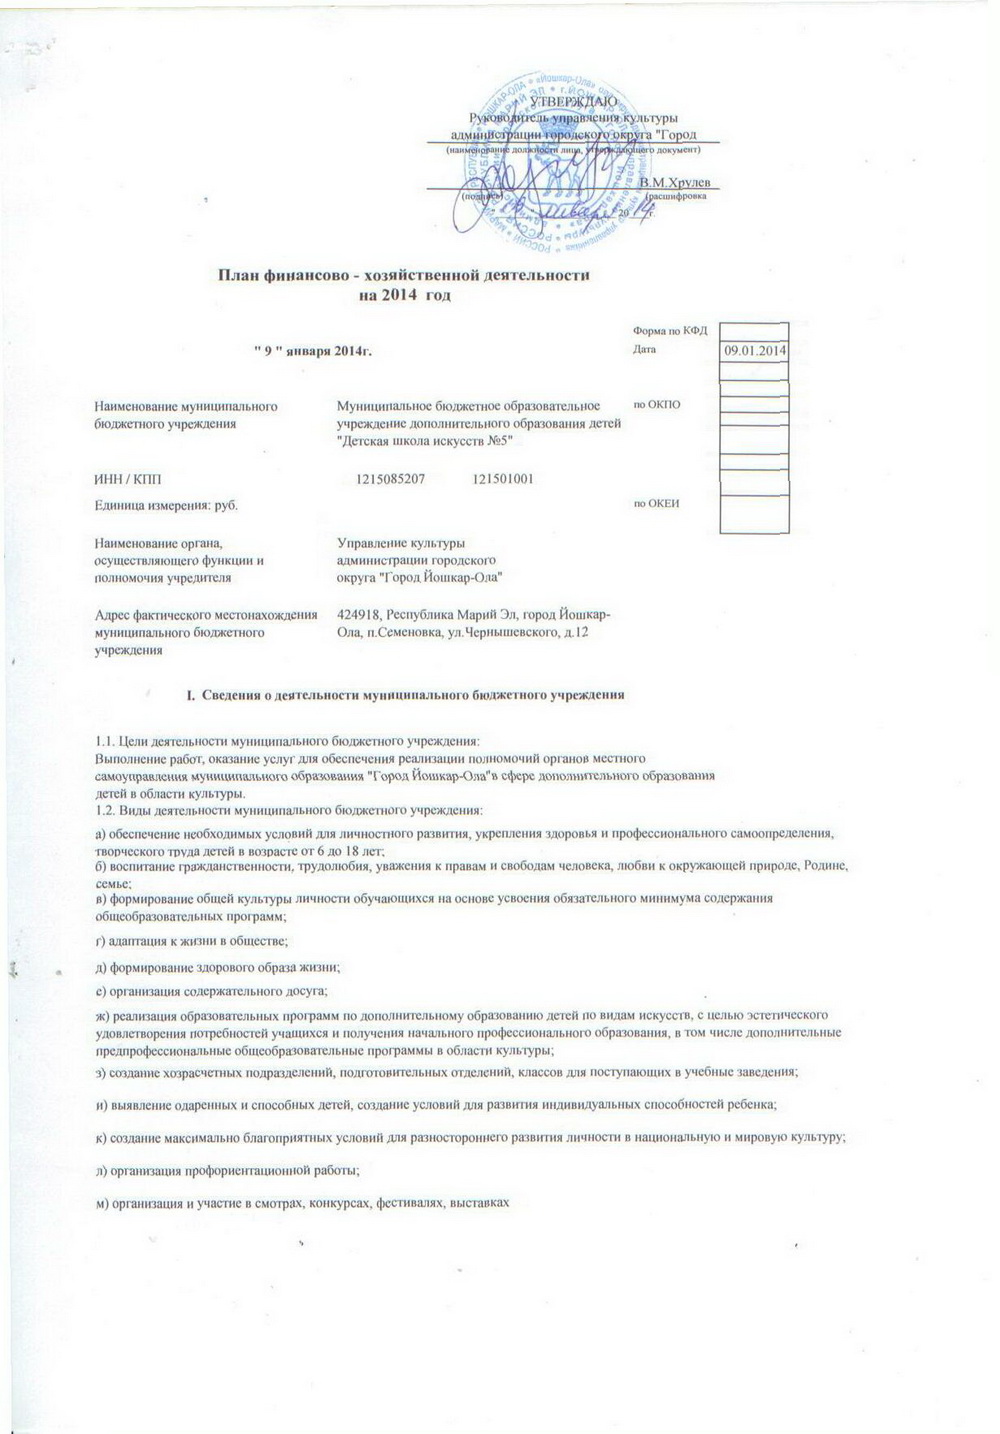 УТВЕРЖДАЮ
Руководитель управления культуры
администрации городского округа "Город
(наименование должности лица, утверждающего документ)
В.М.Хрулев
(подпись) (расшифровка
января 2014 г.
План финансово - хозяйственной деятельности
на 2014 год
Форма по КФД
" 9 " января 2014г. Дата 09.01.2014
Наименование муниципального Муниципальное бюджетное образовательное по ОКПО
бюджетного учреждения учреждение дополнительного образования детей
"Детская школа искусств №5"
ИНН / КПП 1215085207 121501001
Единица измерения: руб. по ОКЕИ
Наименование органа, Управление культуры
осуществляющего функции и администрации городского
полномочия учредителя округа "Город Йошкар-Ола"
Адрес фактического местонахождения 424918, Республика Марий Эл, город Йошкар-
муниципального бюджетного Ола, п.Семеновка, ул.Чернышевского, д.12
учреждения
I. Сведения о деятельности муниципального бюджетного учреждения
1.1. Цели деятельности муниципального бюджетного учреждения:
Выполнение работ, оказание услуг для обеспечения реализации полномочий органов местного
самоуправления муниципального образования "Город Йошкар-Ола"в сфере дополнительного образования
детей в области культуры.
1.2. Виды деятельности муниципального бюджетного учреждения:
а) обеспечение необходимых условий для личностного развития, укрепления здоровья и профессионального самоопределения,
творческого труда детей в возрасте от 6 до 18 лет;
б) воспитание гражданственности, трудолюбия, уважения к правам и свободам человека, любви к окружающей природе, Родине,
семье;
в) формирование общей культуры личности обучающихся на основе усвоения обязательного минимума содержания
общеобразовательных программ;
г) адаптация к жизни в обществе;
д) формирование здорового образа жизни;
е) организация содержательного досуга;
ж) реализация образовательных программ по дополнительному образованию детей по видам искусств, с целью эстетического
удовлетворения потребностей учащихся и получения начального профессионального образования, в том числе дополнительные
предпрофессиональные общеобразовательные программы в области культуры;
з) создание хозрасчетных подразделений, подготовительных отделений, классов для поступающих в учебные заведения;
и) выявление одаренных и способных детей, создание условий для развития индивидуальных способностей ребенка;
к) создание максимально благоприятных условий для разностороннего развития личности в национальную и мировую культуру;
л) организация профориентационной работы;
м) организация и участие в смотрах, конкурсах, фестивалях, выставках